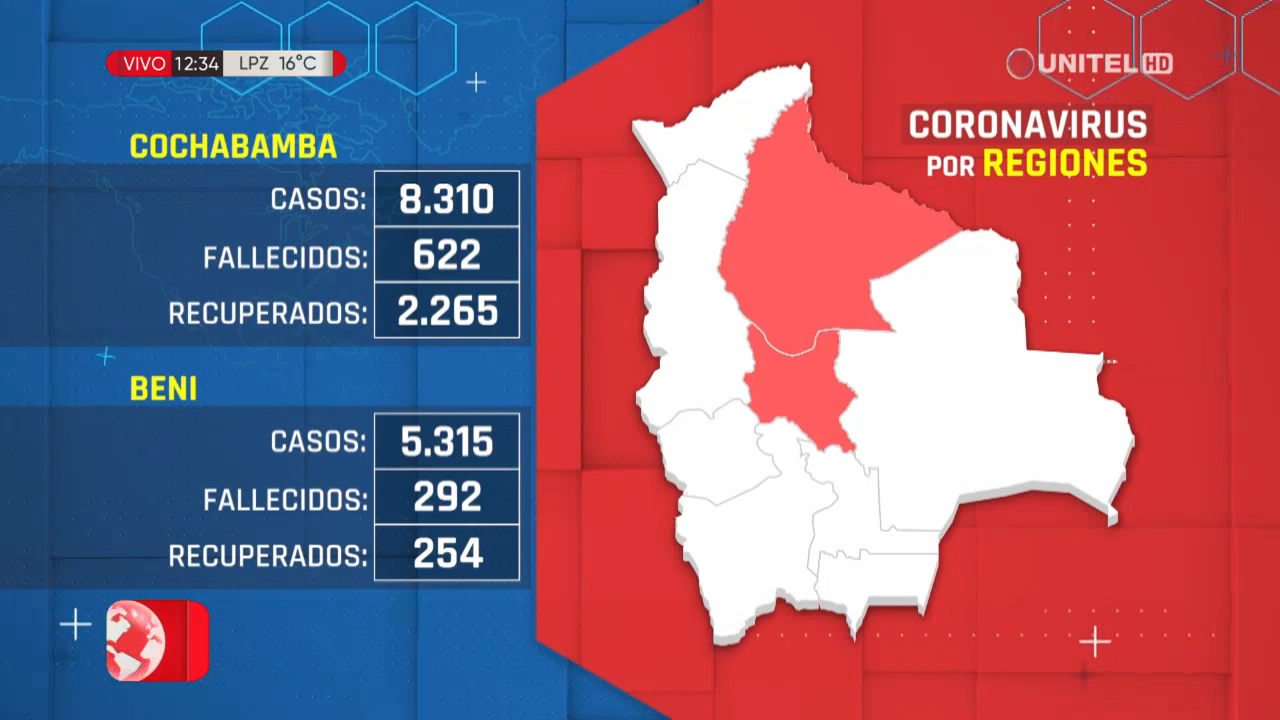 VIVO 12:34 LPZ 16°C
UNITEL HD
CORONAVIRUS
POR REGIONES
COCHABAMBA
CASOS: 8.310
FALLECIDOS: 622
RECUPERADOS: 2.265
BENI
CASOS: 5.315
FALLECIDOS: 292
RECUPERADOS: 254